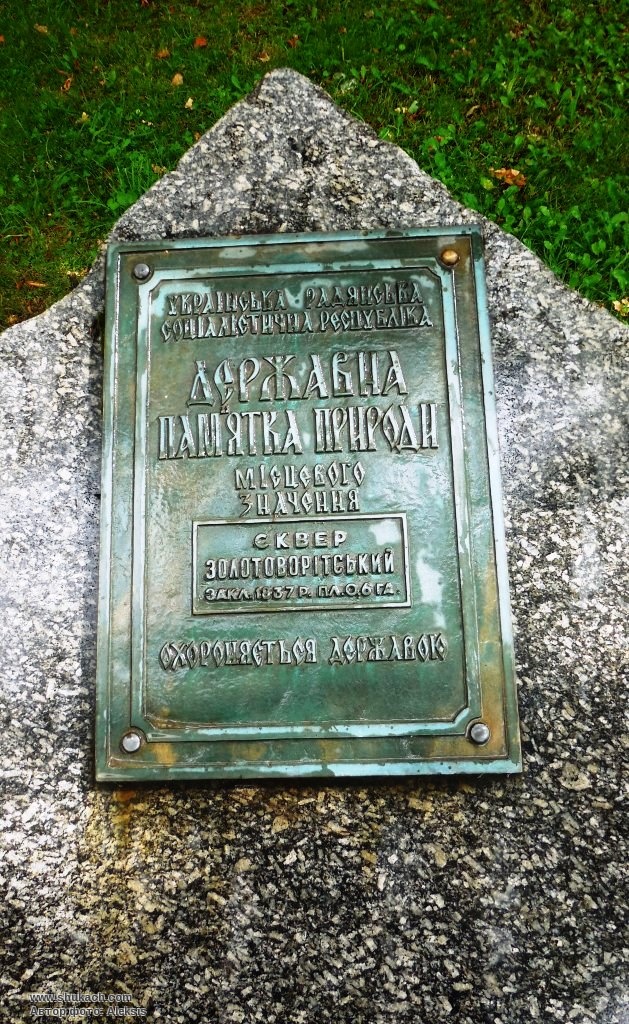 УКРАЇНСЬКА РАДЯНСЬКА
СОЦІАЛІСТИЧНА РЕСПУБЛІКА
ДЕРЖАВНА
ПАМ'ЯТКА ПРИРОДИ
МІСЦЕВОГО
ЗНАЧЕННЯ
СКВЕР
ЗОЛОТОВОРІТСЬКИЙ
ЗАКЛ. 1837 Р. ПЛ. 0,6 ГА.
ОХОРОНЯЄТЬСЯ ДЕРЖАВОЮ
www.shukach.com
Автор фото: Aleksis